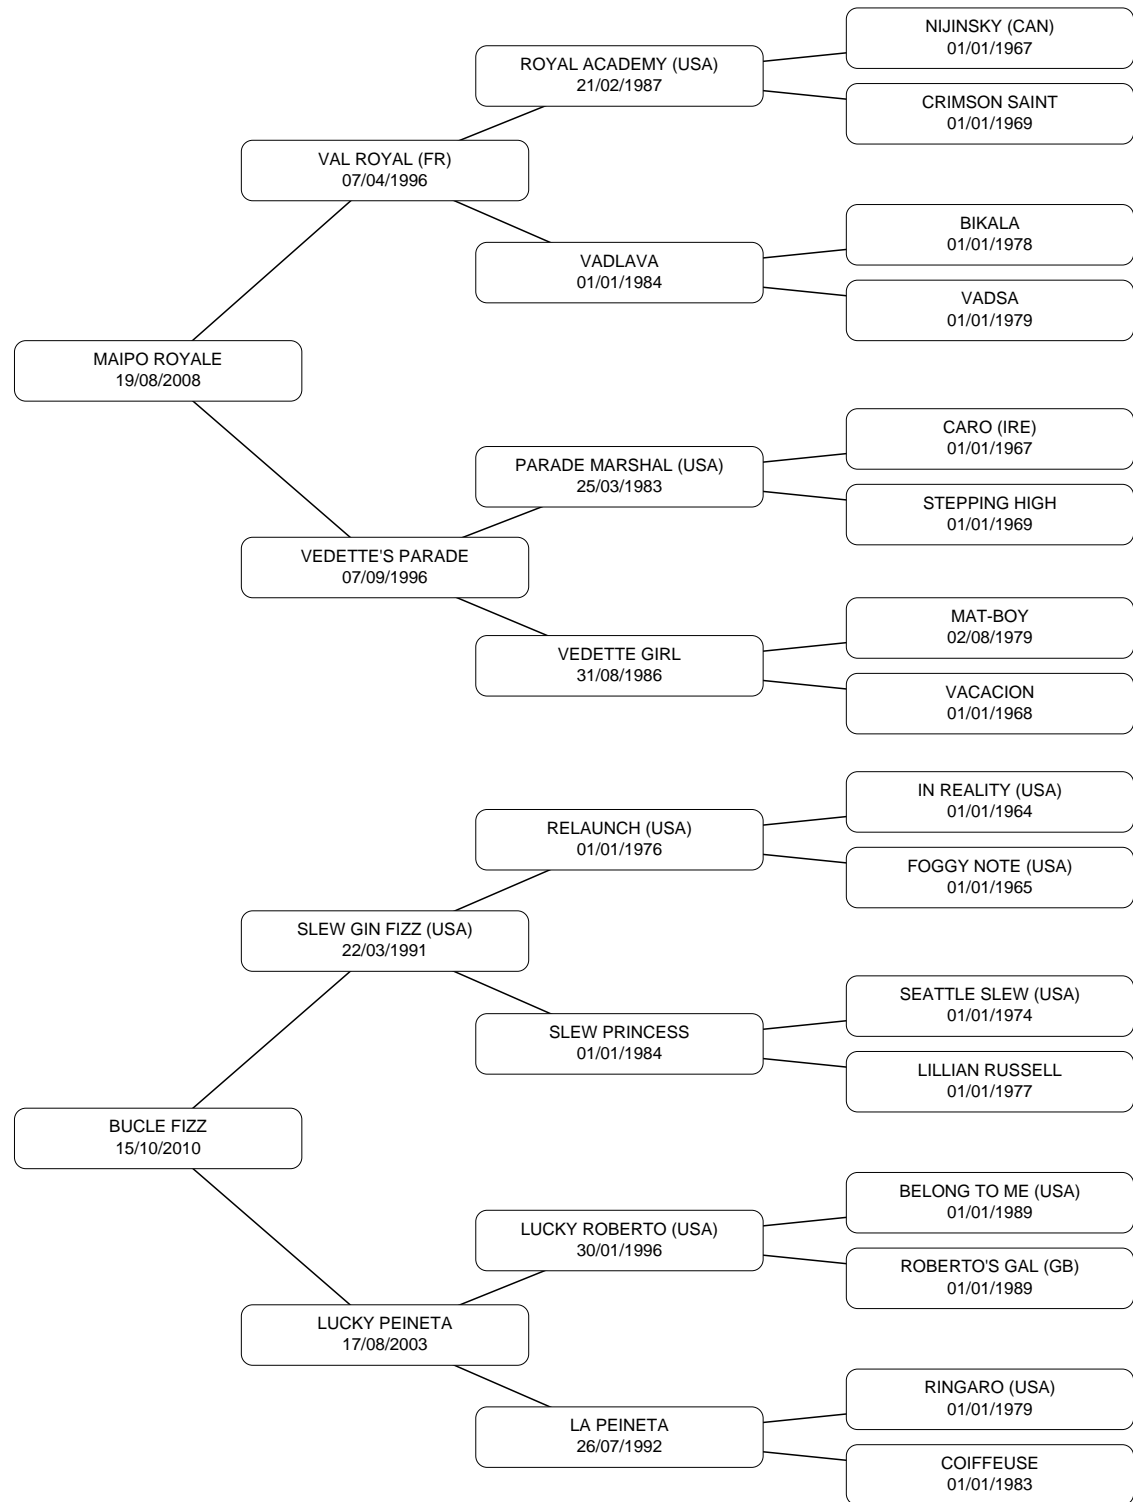 NIJINSKY (CAN)
01/01/1967
ROYAL ACADEMY (USA)
21/02/1987
CRIMSON SAINT
01/01/1969
VAL ROYAL (FR)
07/04/1996
BIKALA
01/01/1978
VADLAVA
01/01/1984
VADSA
01/01/1979
MAIPO ROYALE
19/08/2008
CARO (IRE)
01/01/1967
PARADE MARSHAL (USA)
25/03/1983
STEPPING HIGH
01/01/1969
VEDETTE'S PARADE
07/09/1996
MAT-BOY
02/08/1979
VEDETTE GIRL
31/08/1986
VACACION
01/01/1968
IN REALITY (USA)
01/01/1964
RELAUNCH (USA)
01/01/1976
FOGGY NOTE (USA)
01/01/1965
SLEW GIN FIZZ (USA)
22/03/1991
SEATTLE SLEW (USA)
01/01/1974
SLEW PRINCESS
01/01/1984
LILLIAN RUSSELL
01/01/1977
BUCLE FIZZ
15/10/2010
BELONG TO ME (USA)
01/01/1989
LUCKY ROBERTO (USA)
30/01/1996
ROBERTO'S GAL (GB)
01/01/1989
LUCKY PEINETA
17/08/2003
RINGARO (USA)
01/01/1979
LA PEINETA
26/07/1992
COIFFEUSE
01/01/1983